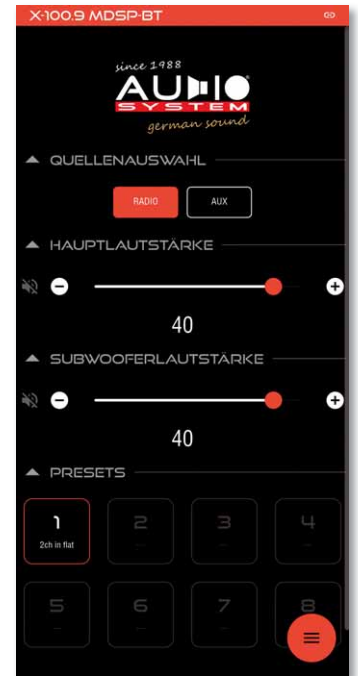 X-100.9 MDSP-BT
since 1988
AUDIO
SYSTEM
german sound
QUELLENAUSWAHL
RADIO AUX
HAUPTLAUTSTÄRKE
40
SUBWOOFERLAUTSTÄRKE
40
PRESETS
1 2 3 4
2ch in flat
5 6 7 8